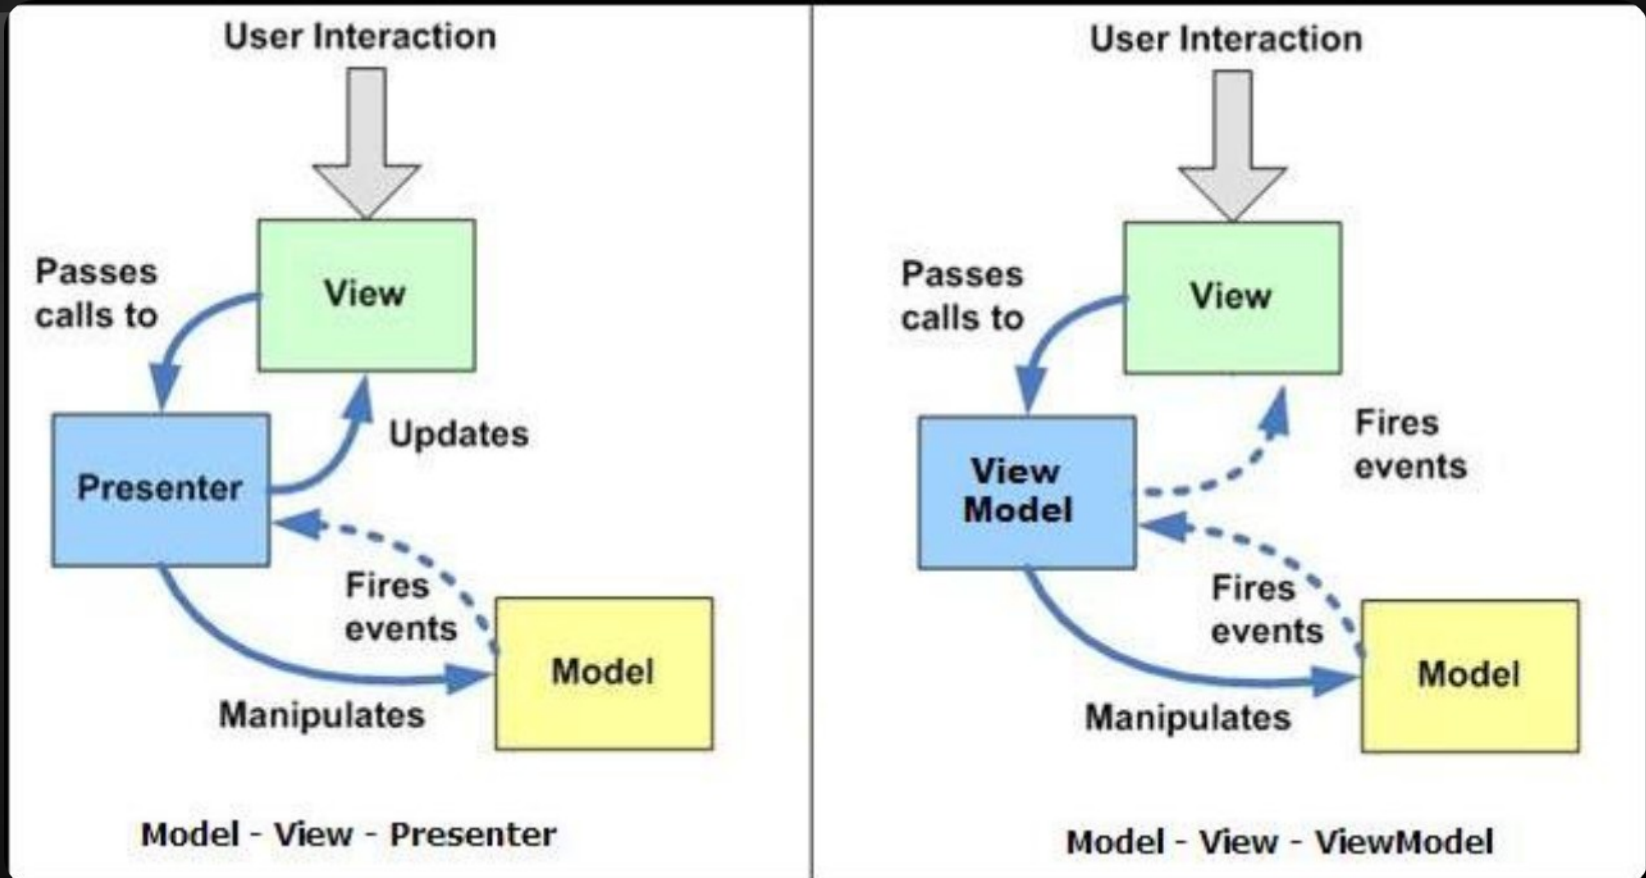 User Interaction
Passes
calls to
View
Updates
Presenter
Fires
events
Model
Manipulates
Model - View - Presenter
User Interaction
Passes
calls to
View
Fires
events
View
Model
Fires
events
Model
Manipulates
Model - View - ViewModel